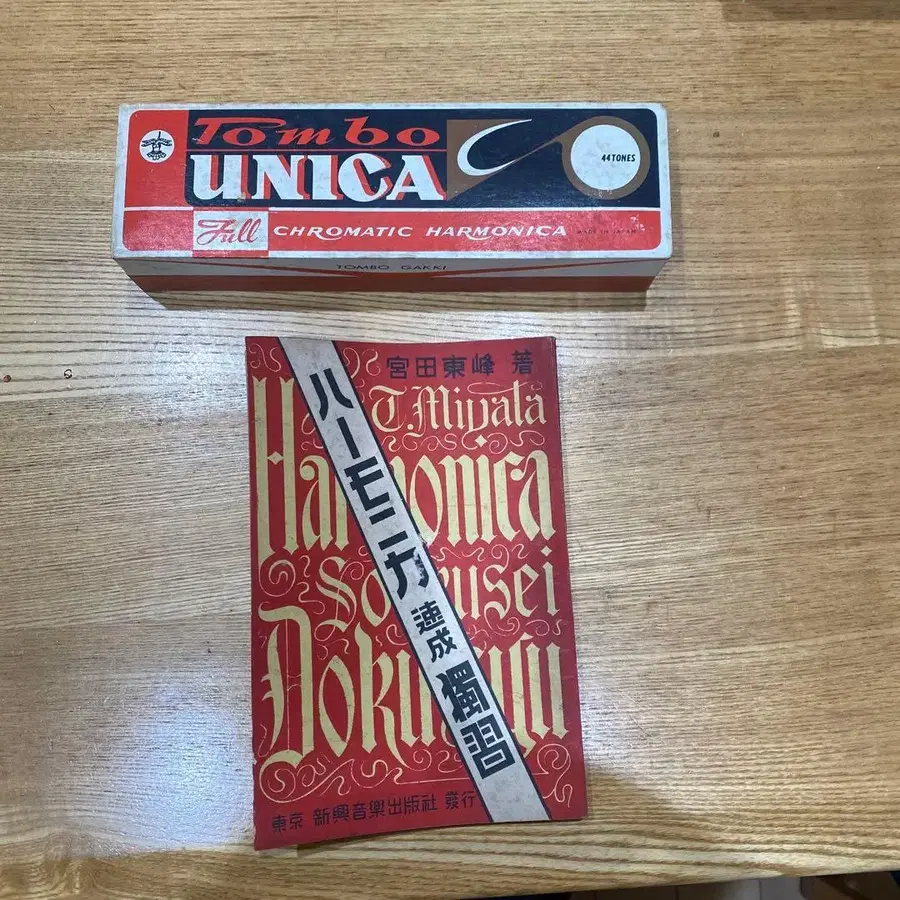 Tombo
UNICA
44 TONES
Full CHROMATIC HARMONICA MADE IN JAPAN
TOMBO GAKKI
宮田東峰 著
T. Miyata
Harmonica
Dokushu
ハーモニカ速成獨習
東京 新興音樂出版社 發行